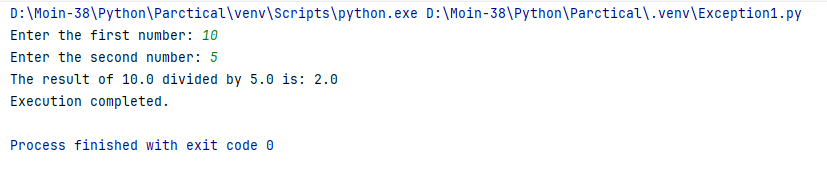 D:\Moin-38\Python\Parctical\venv\Scripts\python.exe D:\Moin-38\Python\Parctical\.venv\Exception1.py
Enter the first number: 10
Enter the second number: 5
The result of 10.0 divided by 5.0 is: 2.0
Execution completed.
Process finished with exit code 0